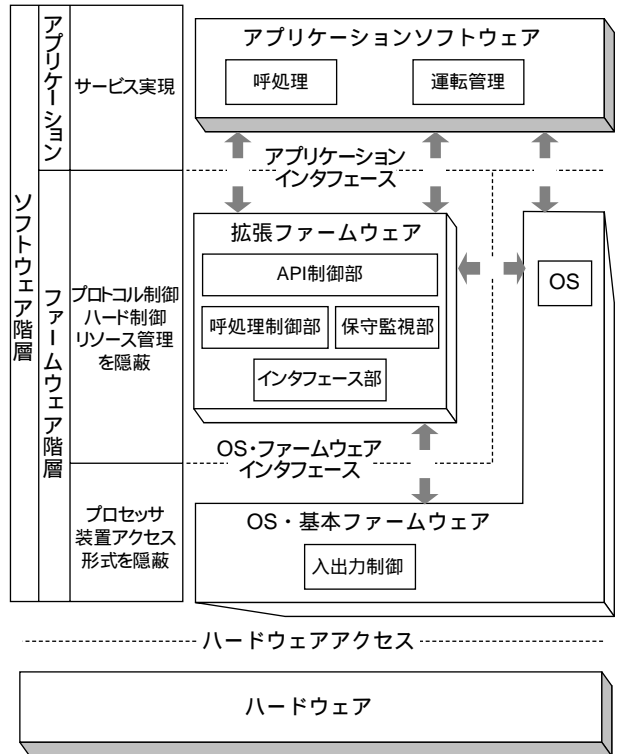 ソフトウェア階層
アプリケーション
サービス実現
アプリケーションソフトウェア
呼処理
運転管理
アプリケーション
インタフェース
ファームウェア階層
プロトコル制御
ハード制御
リソース管理
を隠蔽
拡張ファームウェア
API制御部
呼処理制御部
保守監視部
インタフェース部
OS
OS・ファームウェア
インタフェース
プロセッサ
装置アクセス
形式を隠蔽
OS・基本ファームウェア
入出力制御
ハードウェアアクセス
ハードウェア